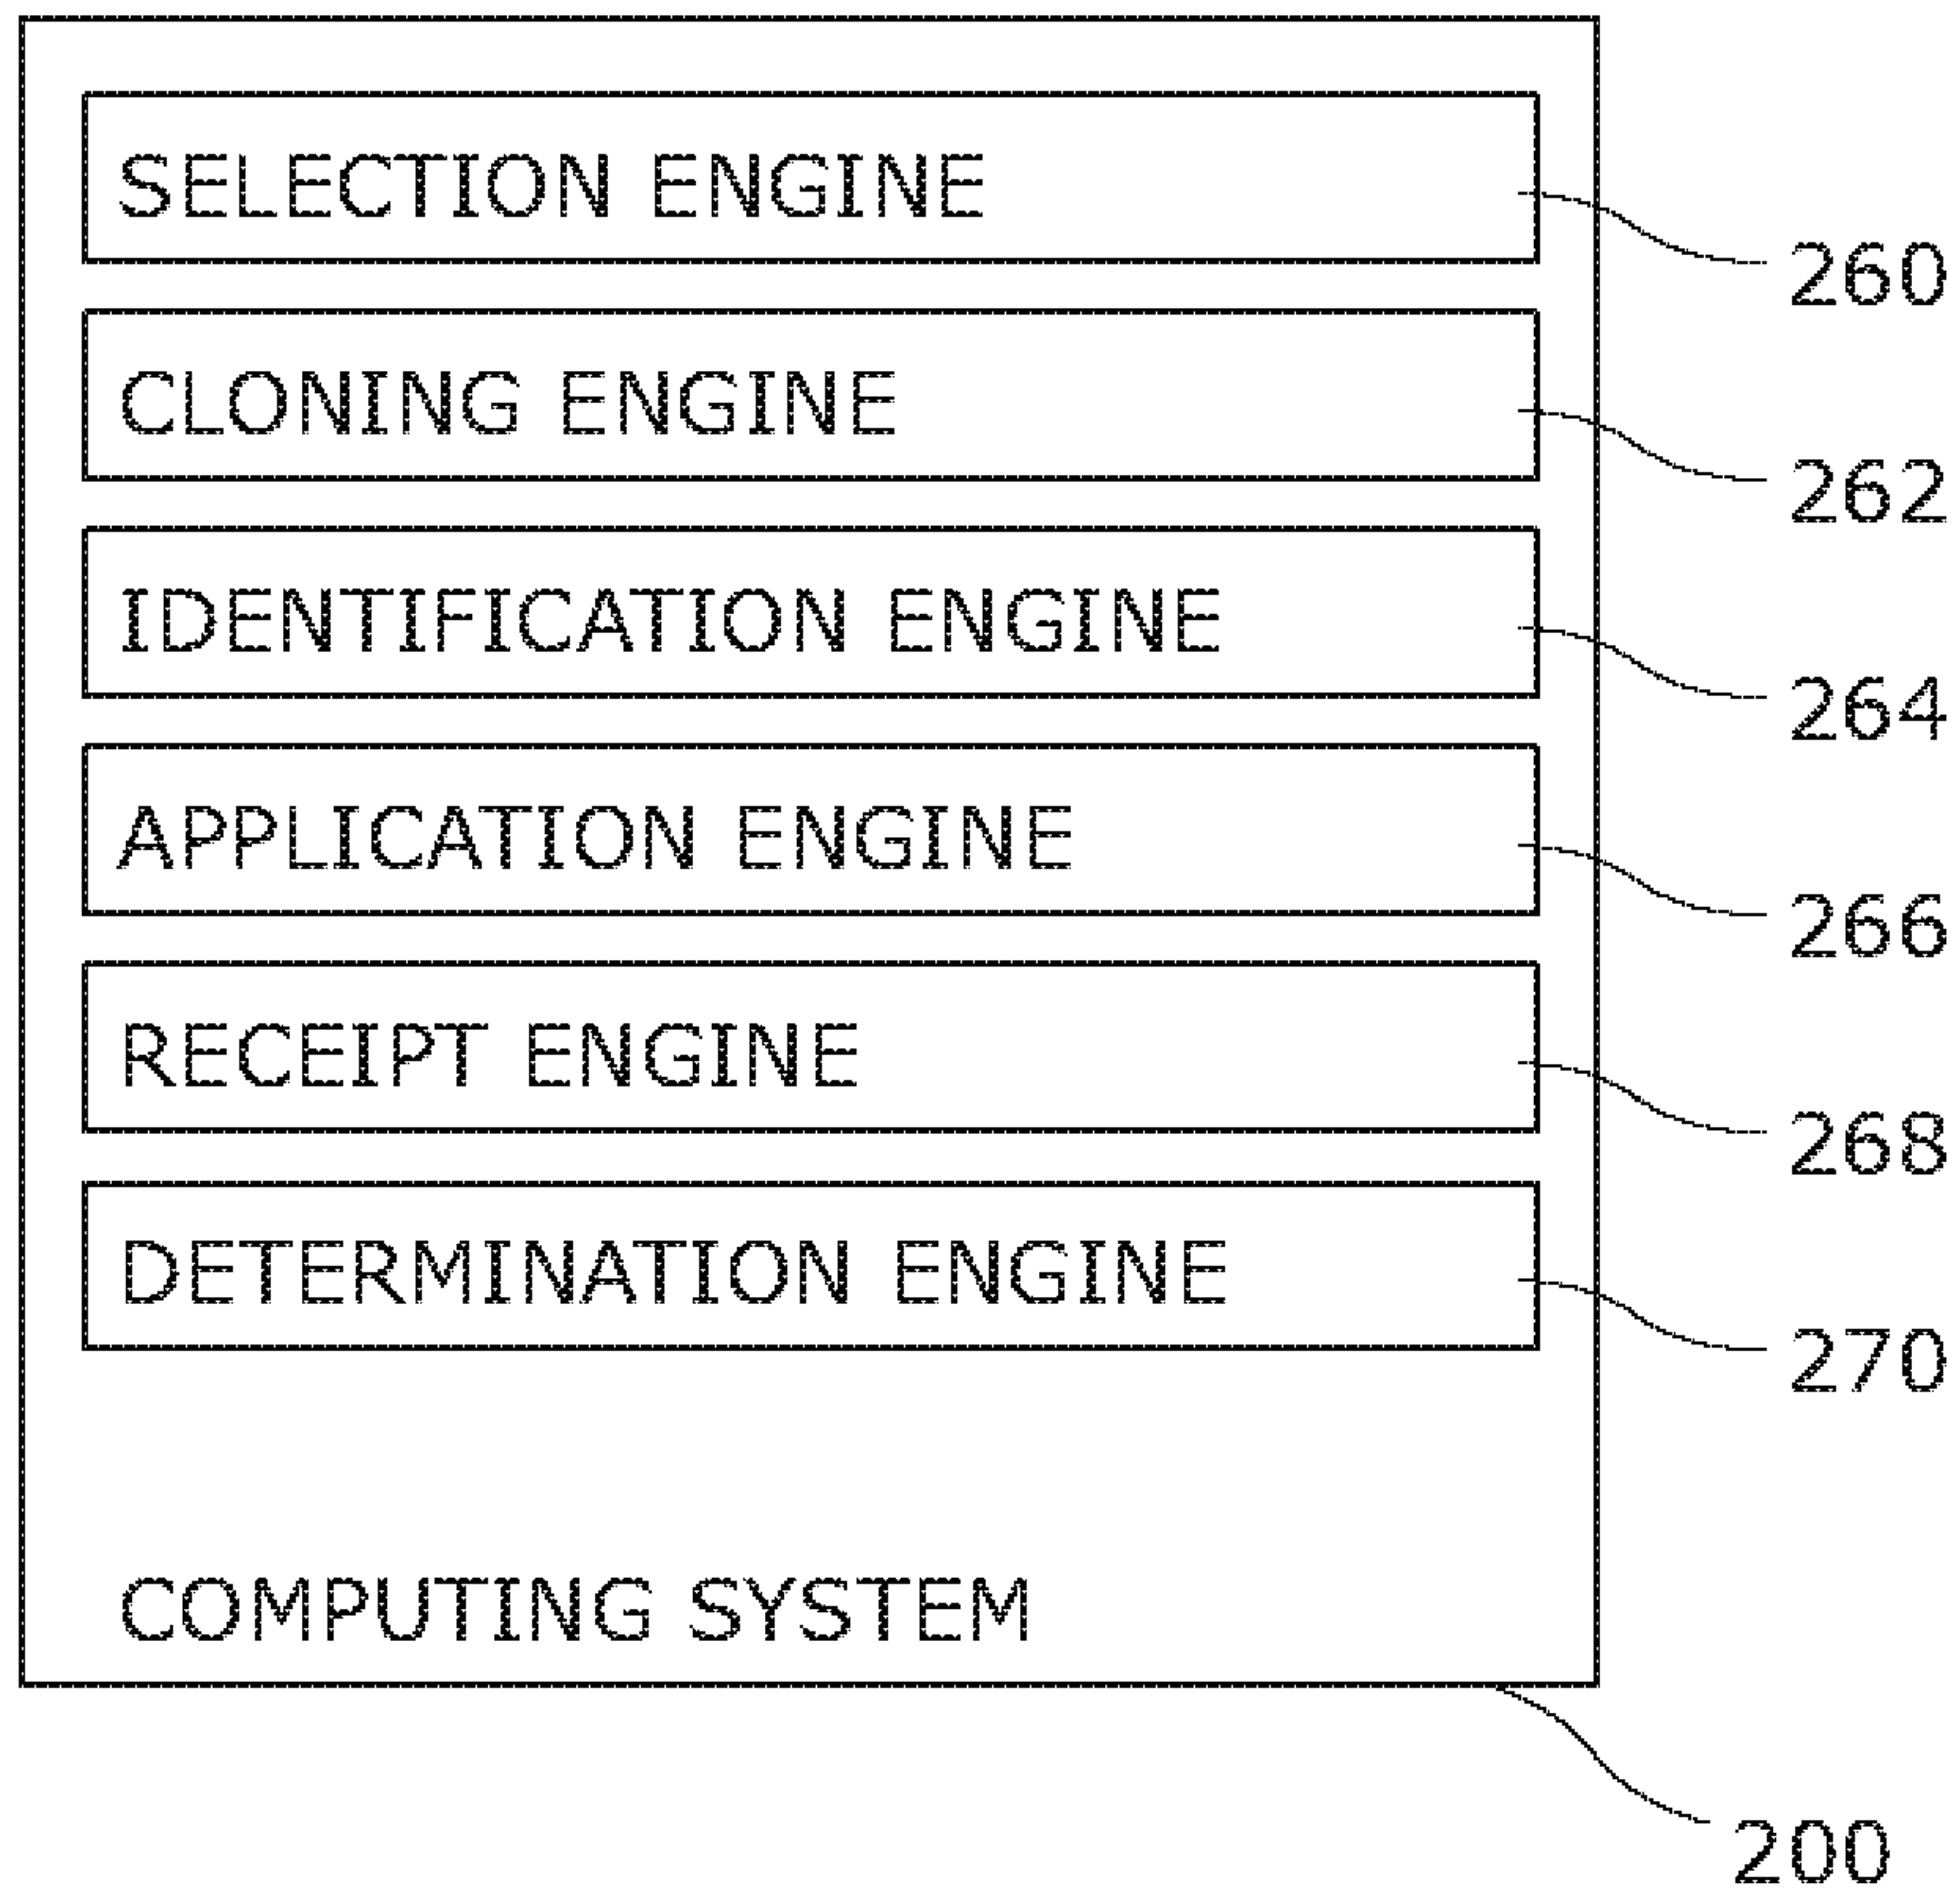 SELECTION ENGINE
260
CLONING ENGINE
262
IDENTIFICATION ENGINE
264
APPLICATION ENGINE
266
RECEIPT ENGINE
268
DETERMINATION ENGINE
270
COMPUTING SYSTEM
200